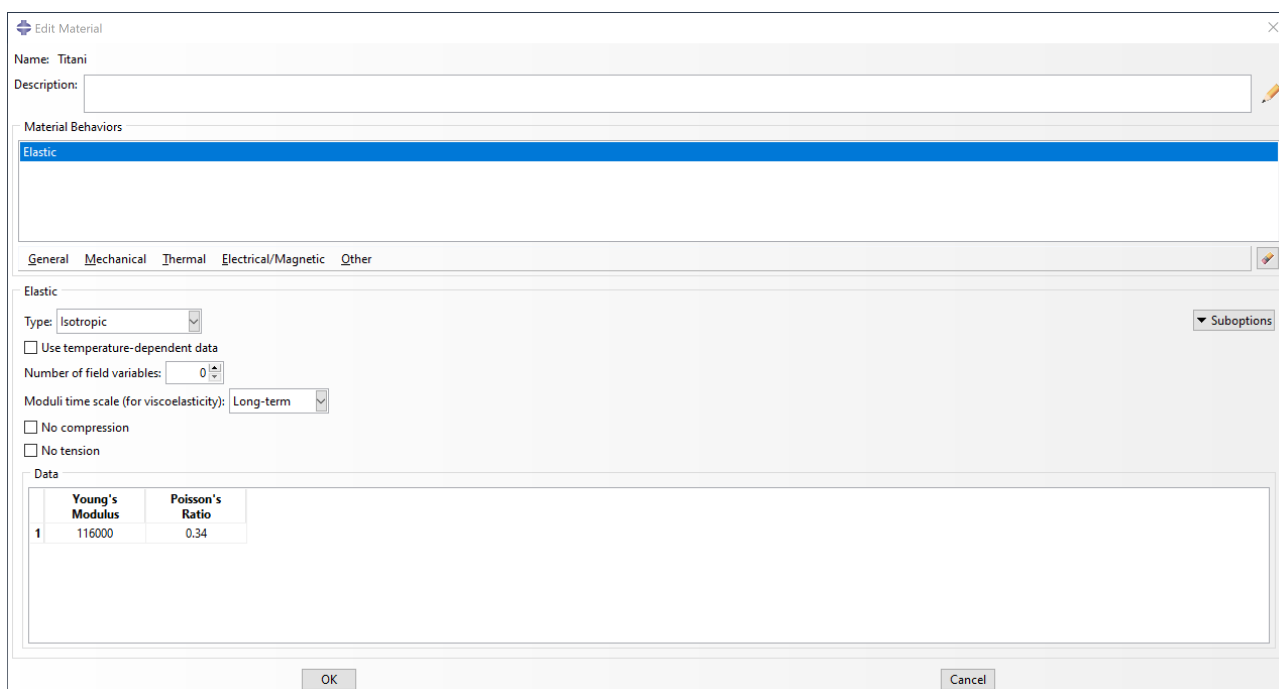 Edit Material
Name: Titani
Description:
Material Behaviors
Elastic
General Mechanical Thermal Electrical/Magnetic Other
Elastic
Type: Isotropic
Suboptions
Use temperature-dependent data
Number of field variables: 0
Moduli time scale (for viscoelasticity): Long-term
No compression
No tension
Data
Young's Poisson's
Modulus Ratio
1 116000 0.34
OK Cancel